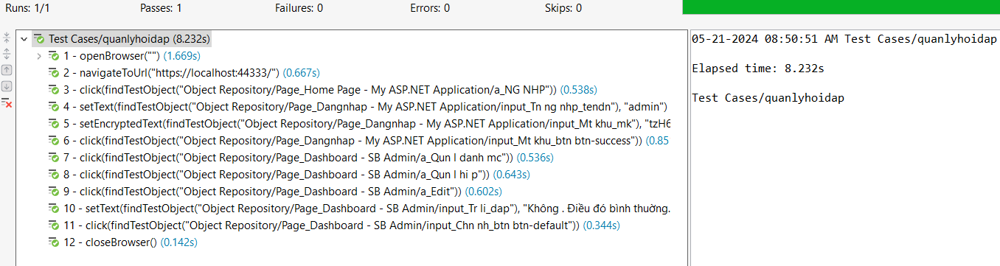 Runs: 1/1 Passes: 1 Failures: 0 Errors: 0 Skips: 0
Test Cases/quanlyhoidap (8.232s)
1 - openBrowser("") (1.669s)
2 - navigateToUrl("https://localhost:44333/") (0.667s)
3 - click(findTestObject("Object Repository/Page_Home Page - My ASP.NET Application/a_NG NHP")) (0.538s)
4 - setText(findTestObject("Object Repository/Page_Dangnhap - My ASP.NET Application/input_Tn ng nhp_tendn"), "admin")
5 - setEncryptedText(findTestObject("Object Repository/Page_Dangnhap - My ASP.NET Application/input_Mt khu_mk"), "tzH6
6 - click(findTestObject("Object Repository/Page_Dangnhap - My ASP.NET Application/input_Mt khu_btn btn-success")) (0.85
7 - click(findTestObject("Object Repository/Page_Dashboard - SB Admin/a_Qun l danh mc")) (0.536s)
8 - click(findTestObject("Object Repository/Page_Dashboard - SB Admin/a_Qun l hi p")) (0.643s)
9 - click(findTestObject("Object Repository/Page_Dashboard - SB Admin/a_Edit")) (0.602s)
10 - setText(findTestObject("Object Repository/Page_Dashboard - SB Admin/input_Tr li_dap"), "Không . Điều đó bình thường.
11 - click(findTestObject("Object Repository/Page_Dashboard - SB Admin/input_Chn nh_btn btn-default")) (0.344s)
12 - closeBrowser() (0.142s)
05-21-2024 08:50:51 AM Test Cases/quanlyhoidap
Elapsed time: 8.232s
Test Cases/quanlyhoidap